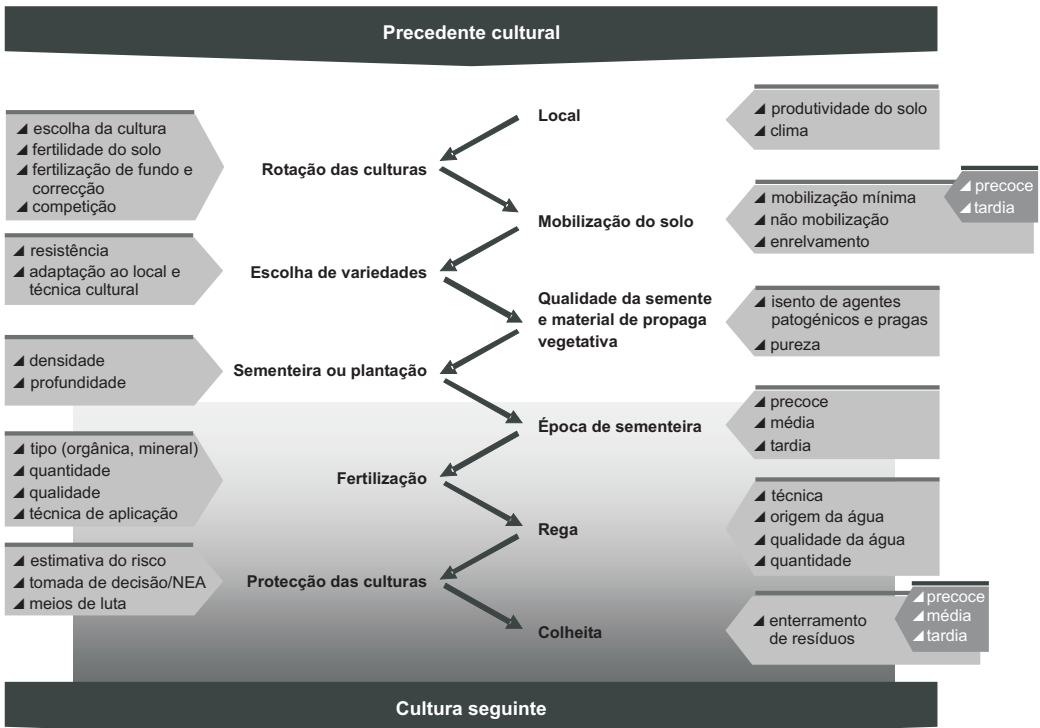 Precedente cultural
Local
produtividade do solo
clima
escolha da cultura
fertilidade do solo
fertilização de fundo e
correcção
competição
Rotação das culturas
Mobilização do solo
mobilização mínima
não mobilização
enrelvamento
precoce
tardia
resistência
adaptação ao local e
técnica cultural
Escolha de variedades
Qualidade da semente
e material de propaga
vegetativa
isento de agentes
patogénicos e pragas
pureza
densidade
profundidade
Sementeira ou plantação
Época de sementeira
precoce
média
tardia
tipo (orgânica, mineral)
quantidade
qualidade
técnica de aplicação
Fertilização
Rega
técnica
origem da água
qualidade da água
quantidade
estimativa do risco
tomada de decisão/NEA
meios de luta
Protecção das culturas
Colheita
enterramento
de resíduos
precoce
média
tardia
Cultura seguinte